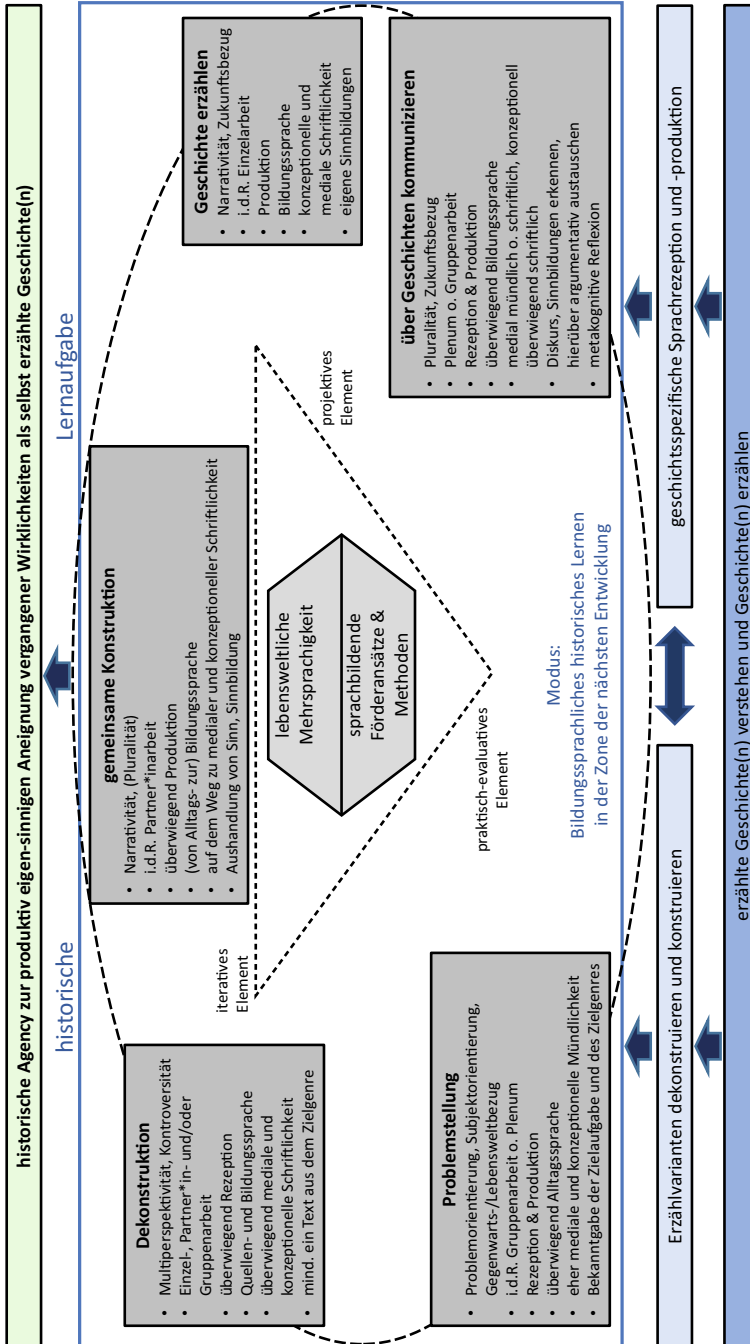 historische Agency zur produktiv eigen-sinnigen Aneignung vergangener Wirklichkeiten als selbst erzählte Geschichte(n)
historische
Lernaufgabe
Dekonstruktion
• Multiperspektivität, Kontroversität
• Einzel-, Partner*in- und/oder
Gruppenarbeit
• überwiegend Rezeption
• Quellen- und Bildungssprache
• überwiegend mediale und
konzeptionelle Schriftlichkeit
• mind. ein Text aus dem Zielgenre
gemeinsame Konstruktion
• Narrativität, (Pluralität)
• i.d.R. Partner*inarbeit
• überwiegend Produktion
• (von Alltags- zur) Bildungssprache
• auf dem Weg zu medialer und konzeptioneller Schriftlichkeit
• Aushandlung von Sinn, Sinnbildung
Geschichte erzählen
• Narrativität, Zukunftsbezug
• i.d.R. Einzelarbeit
• Produktion
• Bildungssprache
• konzeptionelle und
mediale Schriftlichkeit
• eigene Sinnbildungen
iteratives
Element
projektives
Element
lebensweltliche
Mehrsprachigkeit
sprachbildende
Förderansätze &
Methoden
praktisch-evaluatives
Element
Problemstellung
• Problemorientierung, Subjektorientierung,
Gegenwarts-/Lebensweltbezug
• i.d.R. Gruppenarbeit o. Plenum
• Rezeption & Produktion
• überwiegend Alltagssprache
• eher mediale und konzeptionelle Mündlichkeit
• Bekanntgabe der Zielaufgabe und des Zielgenres
Modus:
Bildungssprachliches historisches Lernen
in der Zone der nächsten Entwicklung
über Geschichten kommunizieren
• Pluralität, Zukunftsbezug
• Plenum o. Gruppenarbeit
• Rezeption & Produktion
• überwiegend Bildungssprache
• medial mündlich o. schriftlich, konzeptionell
überwiegend schriftlich
• Diskurs, Sinnbildungen erkennen,
hierüber argumentativ austauschen
• metakognitive Reflexion
Erzählvarianten dekonstruieren und konstruieren
geschichtsspezifische Sprachrezeption und -produktion
erzählte Geschichte(n) verstehen und Geschichte(n) erzählen